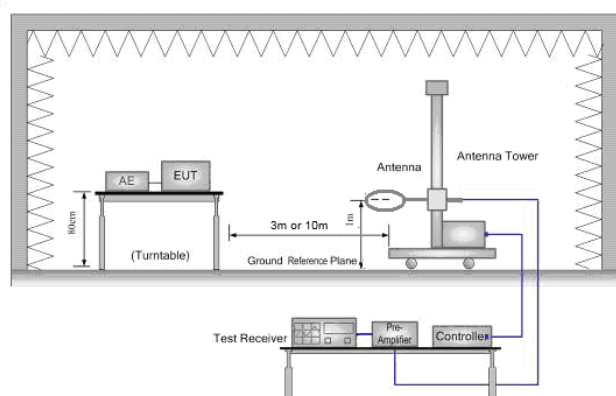 Antenna
Antenna Tower
AE
EUT
80cm
(Turntable)
3m or 10m
1m
Ground Reference Plane
Test Receiver
Pre-
Amplifier
Controller